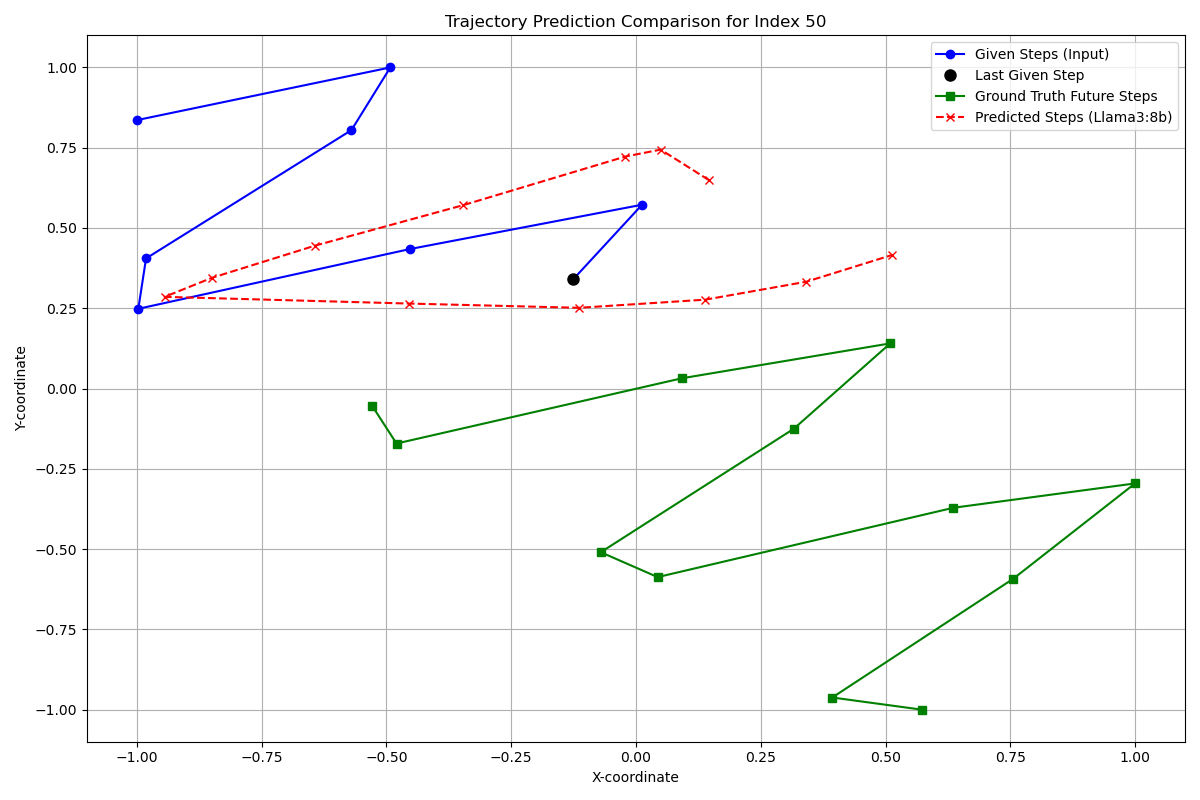 Trajectory Prediction Comparison for Index 50
Given Steps (Input)
Last Given Step
Ground Truth Future Steps
Predicted Steps (Llama3:8b)
1.00
0.75
0.50
0.25
0.00
−0.25
−0.50
−0.75
−1.00
Y-coordinate
−1.00 −0.75 −0.50 −0.25 0.00 0.25 0.50 0.75 1.00
X-coordinate